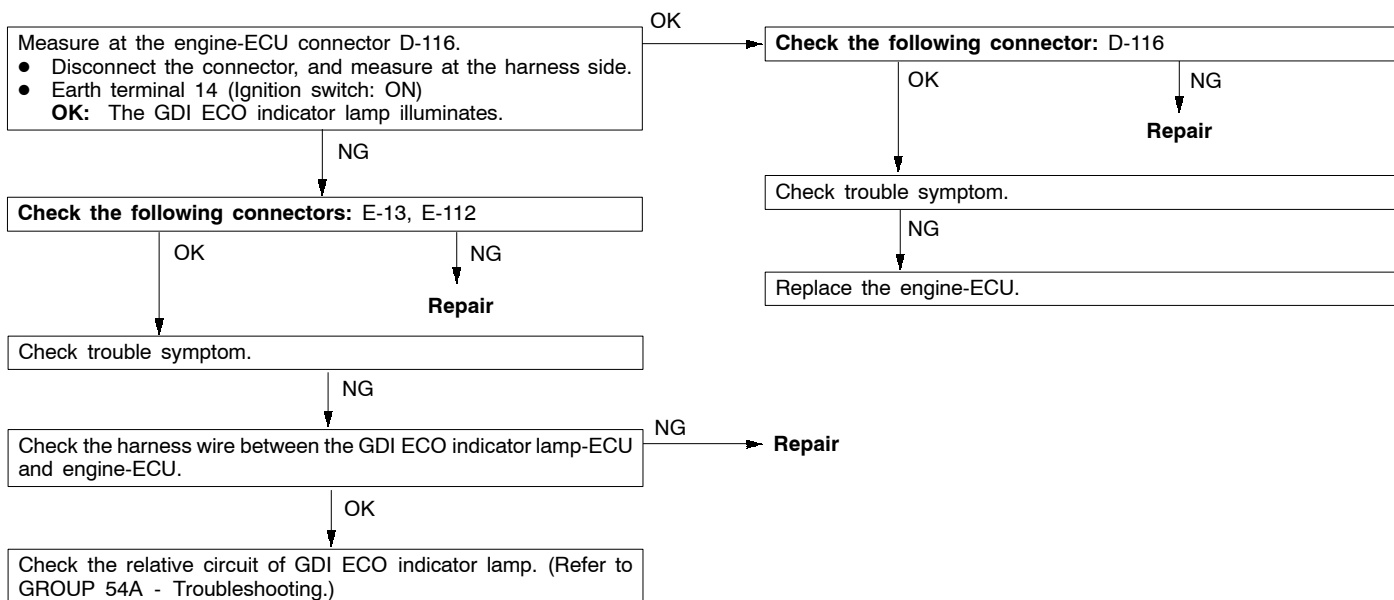 Measure at the engine-ECU connector D-116.
● Disconnect the connector, and measure at the harness side.
● Earth terminal 14 (Ignition switch: ON)
OK: The GDI ECO indicator lamp illuminates.
OK
Check the following connector: D-116
OK
NG
Repair
Check trouble symptom.
NG
Replace the engine-ECU.
NG
Check the following connectors: E-13, E-112
OK
NG
Repair
Check trouble symptom.
NG
Check the harness wire between the GDI ECO indicator lamp-ECU
and engine-ECU.
NG
Repair
OK
Check the relative circuit of GDI ECO indicator lamp. (Refer to
GROUP 54A - Troubleshooting.)